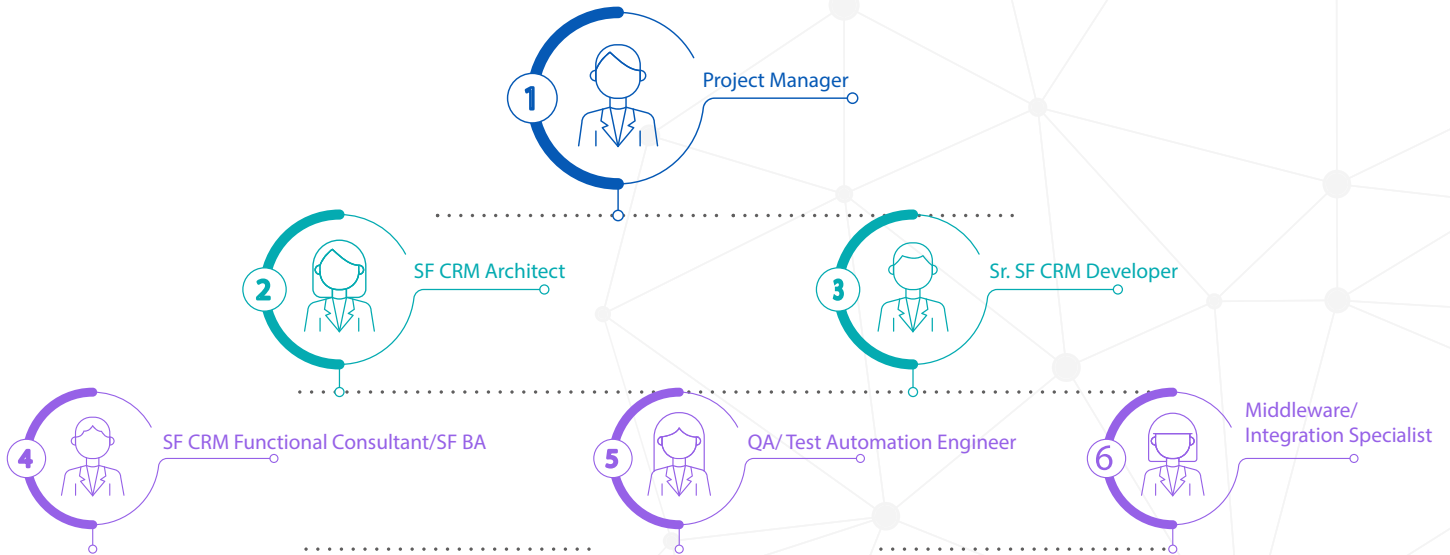 1
Project Manager
2
SF CRM Architect
3
Sr. SF CRM Developer
4
SF CRM Functional Consultant/SF BA
5
QA/ Test Automation Engineer
6
Middleware/
Integration Specialist